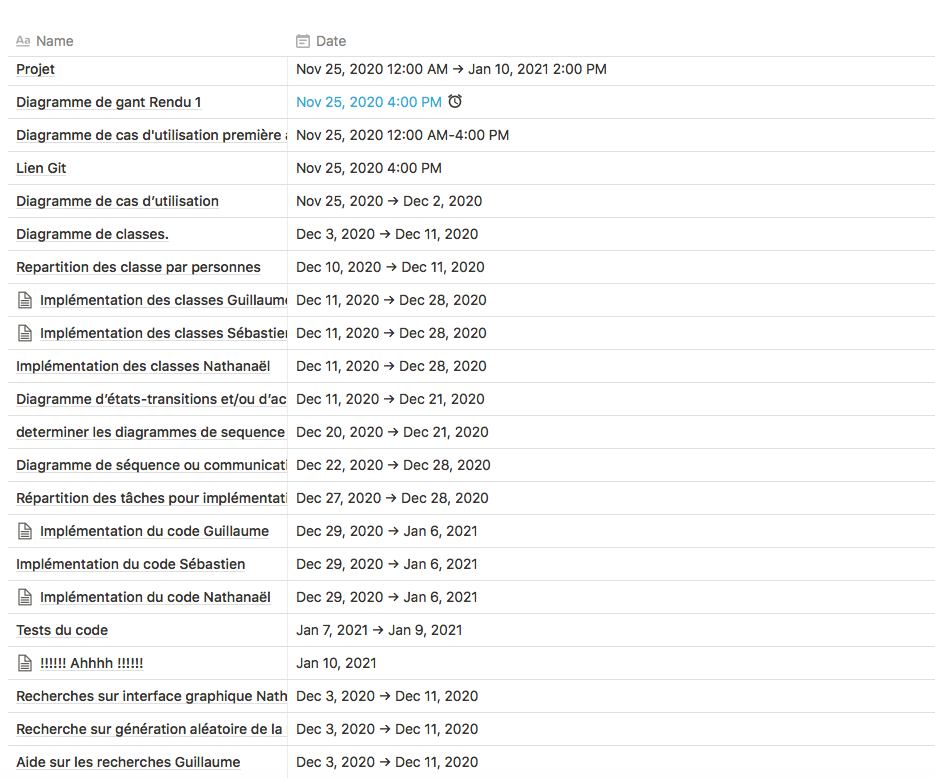 Aa Name Date
Projet Nov 25, 2020 12:00 AM → Jan 10, 2021 2:00 PM
Diagramme de gant Rendu 1 Nov 25, 2020 4:00 PM
Diagramme de cas d'utilisation première a Nov 25, 2020 12:00 AM-4:00 PM
Lien Git Nov 25, 2020 4:00 PM
Diagramme de cas d’utilisation Nov 25, 2020 → Dec 2, 2020
Diagramme de classes. Dec 3, 2020 → Dec 11, 2020
Repartition des classe par personnes Dec 10, 2020 → Dec 11, 2020
Implémentation des classes Guillaume Dec 11, 2020 → Dec 28, 2020
Implémentation des classes Sébastien Dec 11, 2020 → Dec 28, 2020
Implémentation des classes Nathanaël Dec 11, 2020 → Dec 28, 2020
Diagramme d’états-transitions et/ou d’ac Dec 11, 2020 → Dec 21, 2020
determiner les diagrammes de sequence Dec 20, 2020 → Dec 21, 2020
Diagramme de séquence ou communicati Dec 22, 2020 → Dec 28, 2020
Répartition des tâches pour implémentati Dec 27, 2020 → Dec 28, 2020
Implémentation du code Guillaume Dec 29, 2020 → Jan 6, 2021
Implémentation du code Sébastien Dec 29, 2020 → Jan 6, 2021
Implémentation du code Nathanaël Dec 29, 2020 → Jan 6, 2021
Tests du code Jan 7, 2021 → Jan 9, 2021
!!!!!! Ahhhh !!!!!! Jan 10, 2021
Recherches sur interface graphique Nath Dec 3, 2020 → Dec 11, 2020
Recherche sur génération aléatoire de la Dec 3, 2020 → Dec 11, 2020
Aide sur les recherches Guillaume Dec 3, 2020 → Dec 11, 2020